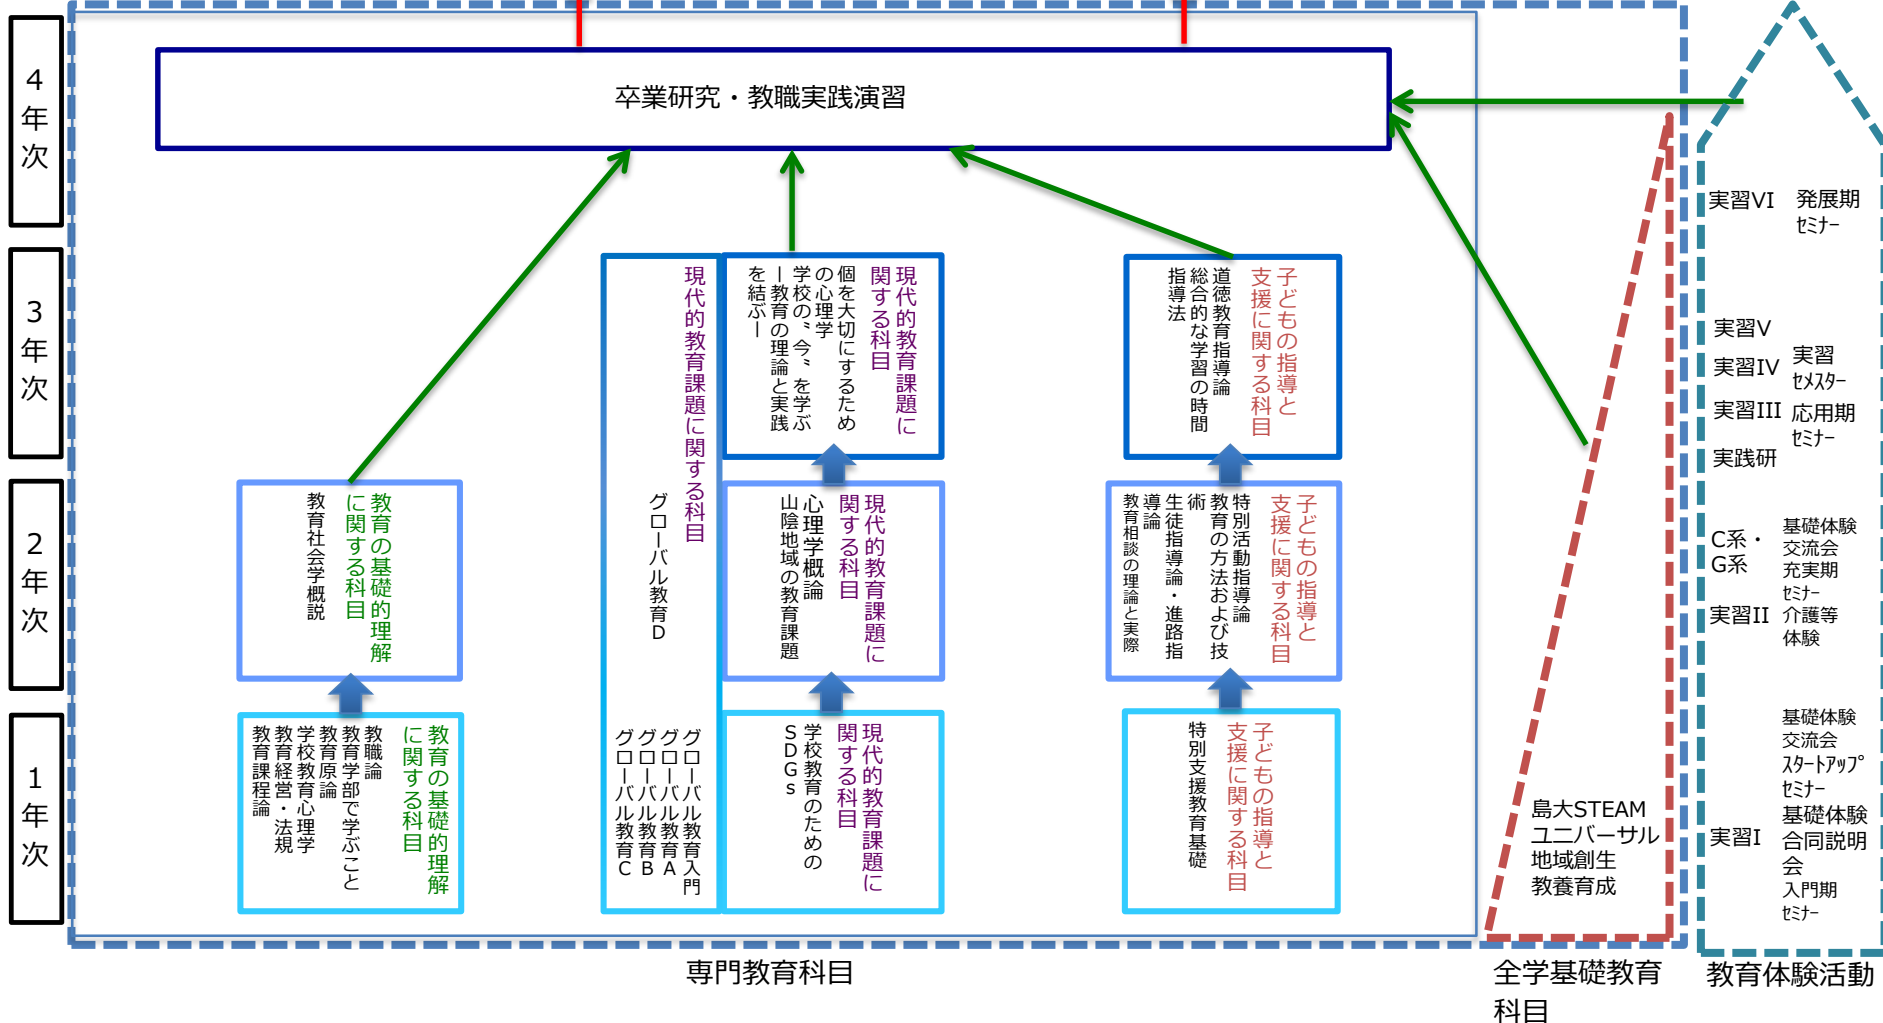 4年次
卒業研究・教職実践演習
実習VI
発展期
ｾﾐﾅｰ
3年次
現代的教育課題に関する科目
グローバル教育D
グローバル教育入門
グローバル教育A
グローバル教育B
グローバル教育C
現代的教育課題に
関する科目
個を大切にするため
の心理学
学校の〝今〟を学ぶ
ー教育の理論と実践
を結ぶー
子どもの指導と
支援に関する科目
道徳教育指導論
総合的な学習の時間
指導法
実習V
実習IV
実習
ｾﾒｽﾀｰ
実習III
応用期
ｾﾐﾅｰ
実践研
2年次
教育の基礎的理解
に関する科目
教育社会学概説
現代的教育課題に
関する科目
心理学概論
山陰地域の教育課題
子どもの指導と
支援に関する科目
特別活動指導論
教育の方法および技
術
生徒指導論・進路指
導論
教育相談の理論と実際
C系・
G系
基礎体験
交流会
充実期
ｾﾐﾅｰ
実習II
介護等
体験
1年次
教育の基礎的理解
に関する科目
教職論
教育学部で学ぶこと
教育原論
学校教育心理学
教育経営・法規
教育課程論
現代的教育課題に
関する科目
学校教育のための
SDGs
子どもの指導と
支援に関する科目
特別支援教育基礎
島大STEAM
ユニバーサル
地域創生
教養育成
実習I
基礎体験
交流会
ｽﾀｰﾄｱｯﾌﾟ
ｾﾐﾅｰ
基礎体験
合同説明
会
入門期
ｾﾐﾅｰ
専門教育科目
全学基礎教育
科目
教育体験活動